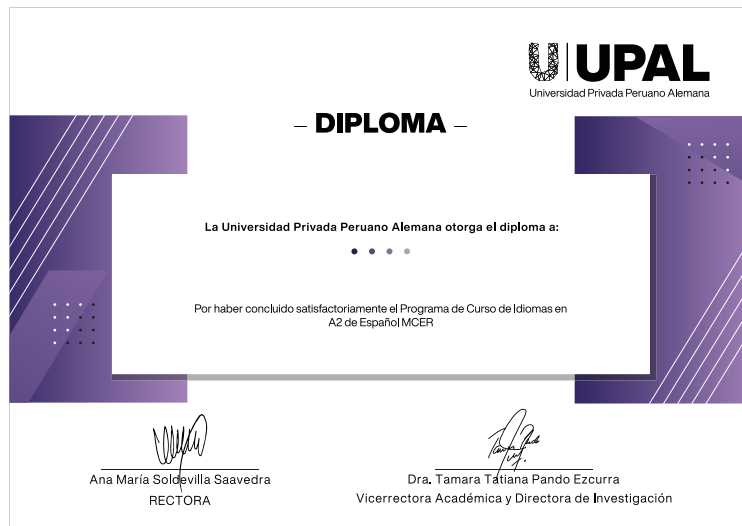 UPAL
Universidad Privada Peruano Alemana
– DIPLOMA –
La Universidad Privada Peruano Alemana otorga el diploma a:
Por haber concluido satisfactoriamente el Programa de Curso de Idiomas en
A2 de Español MCER
Ana María Soldevilla Saavedra
RECTORA
Dra. Tamara Tatiana Pando Ezcurra
Vicerrectora Académica y Directora de Investigación